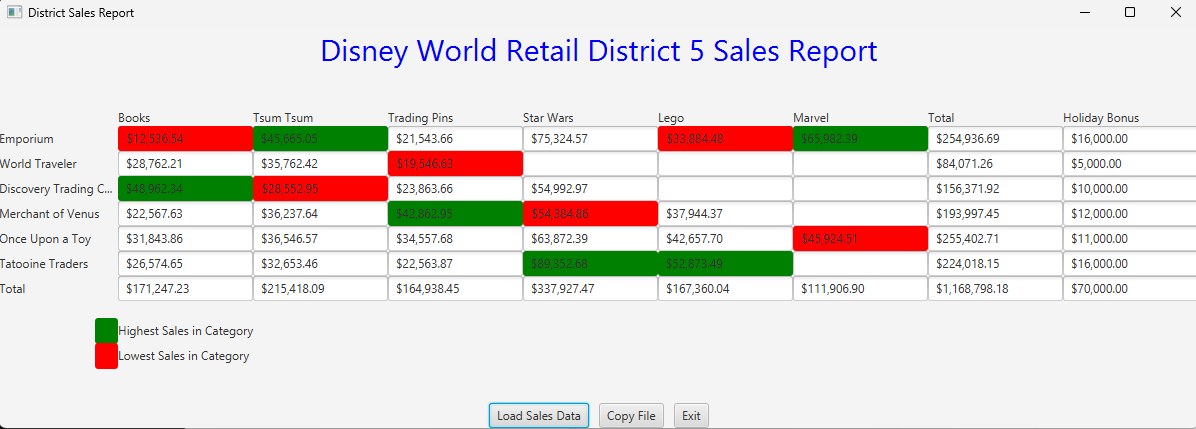 District Sales Report
Disney World Retail District 5 Sales Report
Books Tsum Tsum Trading Pins Star Wars Lego Marvel Total Holiday Bonus
Emporium $12,536.54 $45,665.05 $21,543.66 $75,324.57 $33,884.48 $65,982.39 $254,936.69 $16,000.00
World Traveler $28,762.21 $35,762.42 $19,546.63 $84,071.26 $5,000.00
Discovery Trading C... $48,962.34 $28,552.95 $23,863.66 $54,992.97 $156,371.92 $10,000.00
Merchant of Venus $22,567.63 $36,237.64 $42,862.95 $54,384.86 $37,944.37 $193,997.45 $12,000.00
Once Upon a Toy $31,843.86 $36,546.57 $34,557.68 $63,872.39 $42,657.70 $45,924.51 $255,402.71 $11,000.00
Tatooine Traders $26,574.65 $32,653.46 $22,563.87 $89,352.68 $52,873.49 $224,018.15 $16,000.00
Total $171,247.23 $215,418.09 $164,938.45 $337,927.47 $167,360.04 $111,906.90 $1,168,798.18 $70,000.00
Highest Sales in Category
Lowest Sales in Category
Load Sales Data Copy File Exit